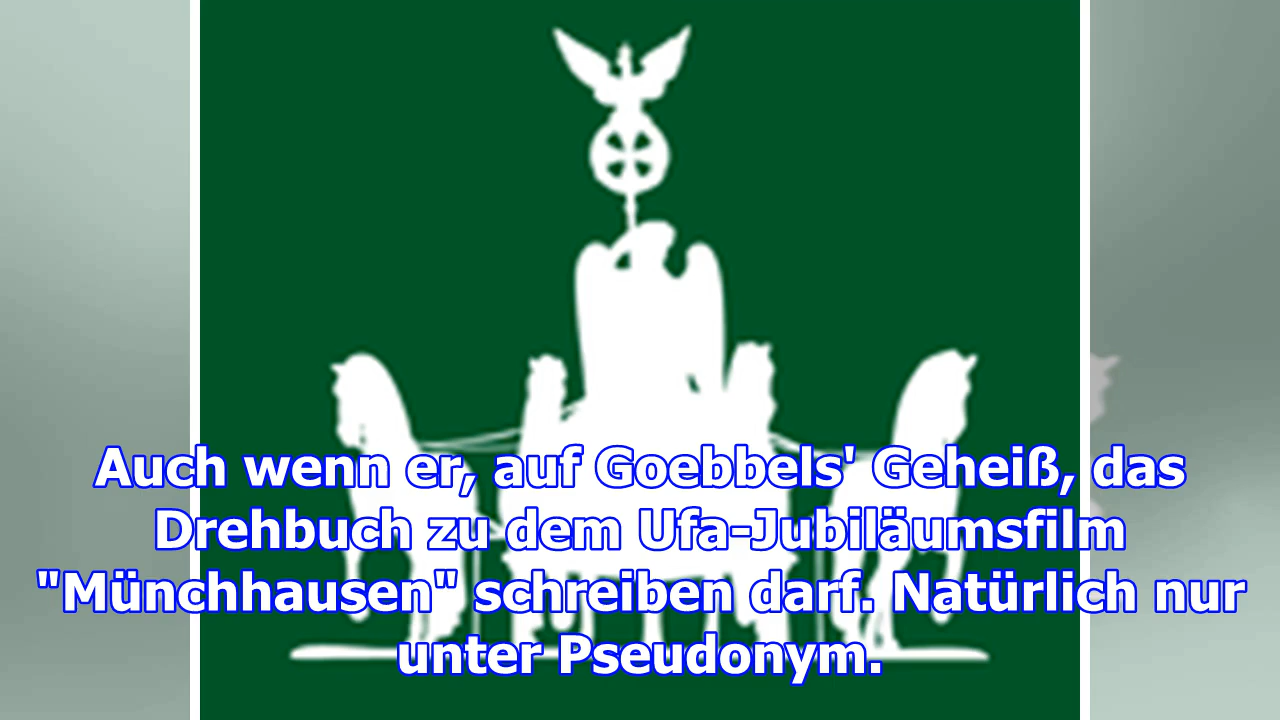 Auch wenn er, auf Goebbels' Geheiß, das
Drehbuch zu dem Ufa-Jubiläumsfilm
"Münchhausen" schreiben darf. Natürlich nur
unter Pseudonym.